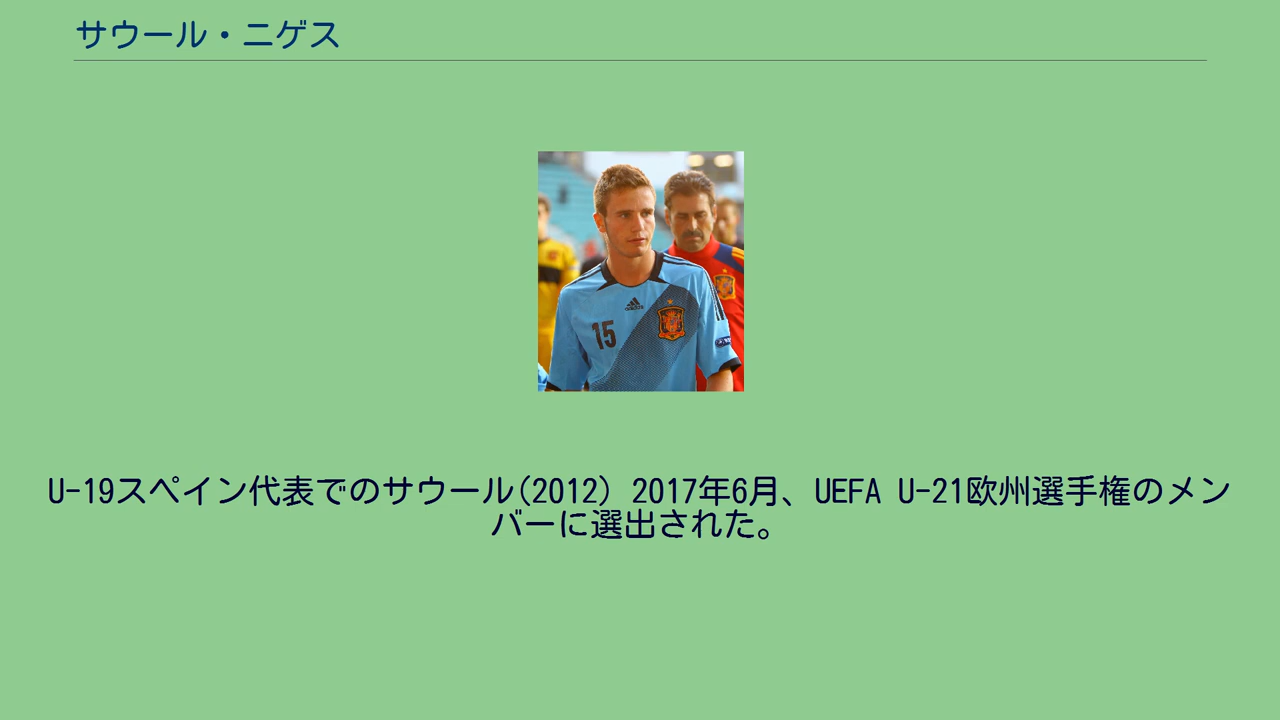 サウール・ニゲス
adidas
15
U-19スペイン代表でのサウール(2012) 2017年6月、UEFA U-21欧州選手権のメン
バーに選出された。